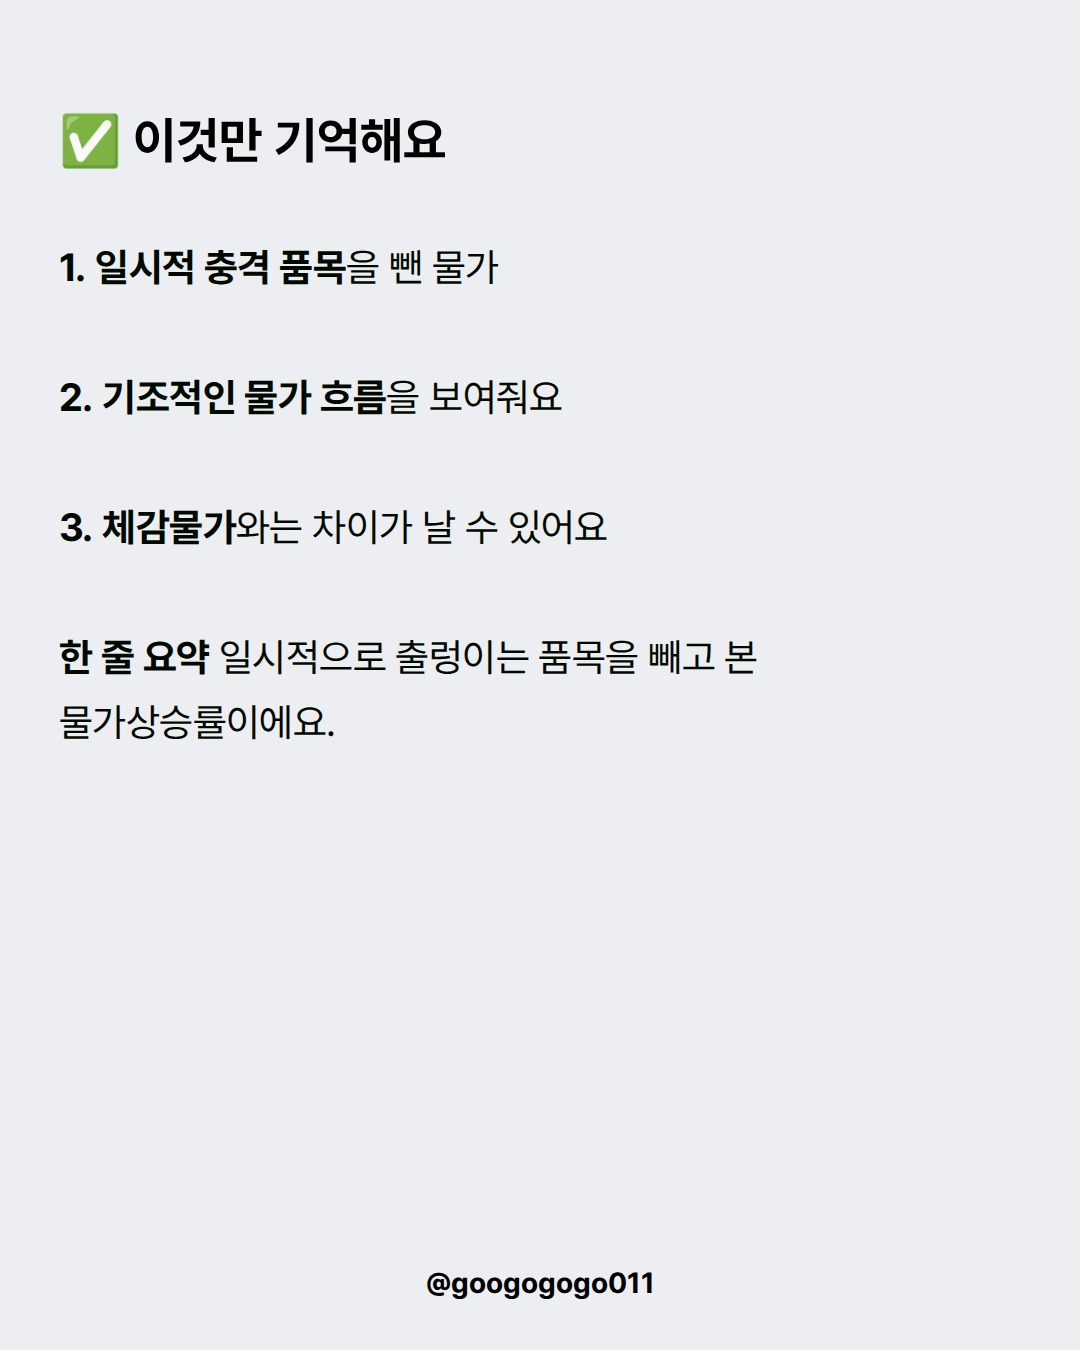 ✅ 이것만 기억해요
1. 일시적 충격 품목을 뺀 물가
2. 기조적인 물가 흐름을 보여줘요
3. 체감물가와는 차이가 날 수 있어요
한 줄 요약 일시적으로 출렁이는 품목을 빼고 본
물가상승률이에요.
@googogogo011